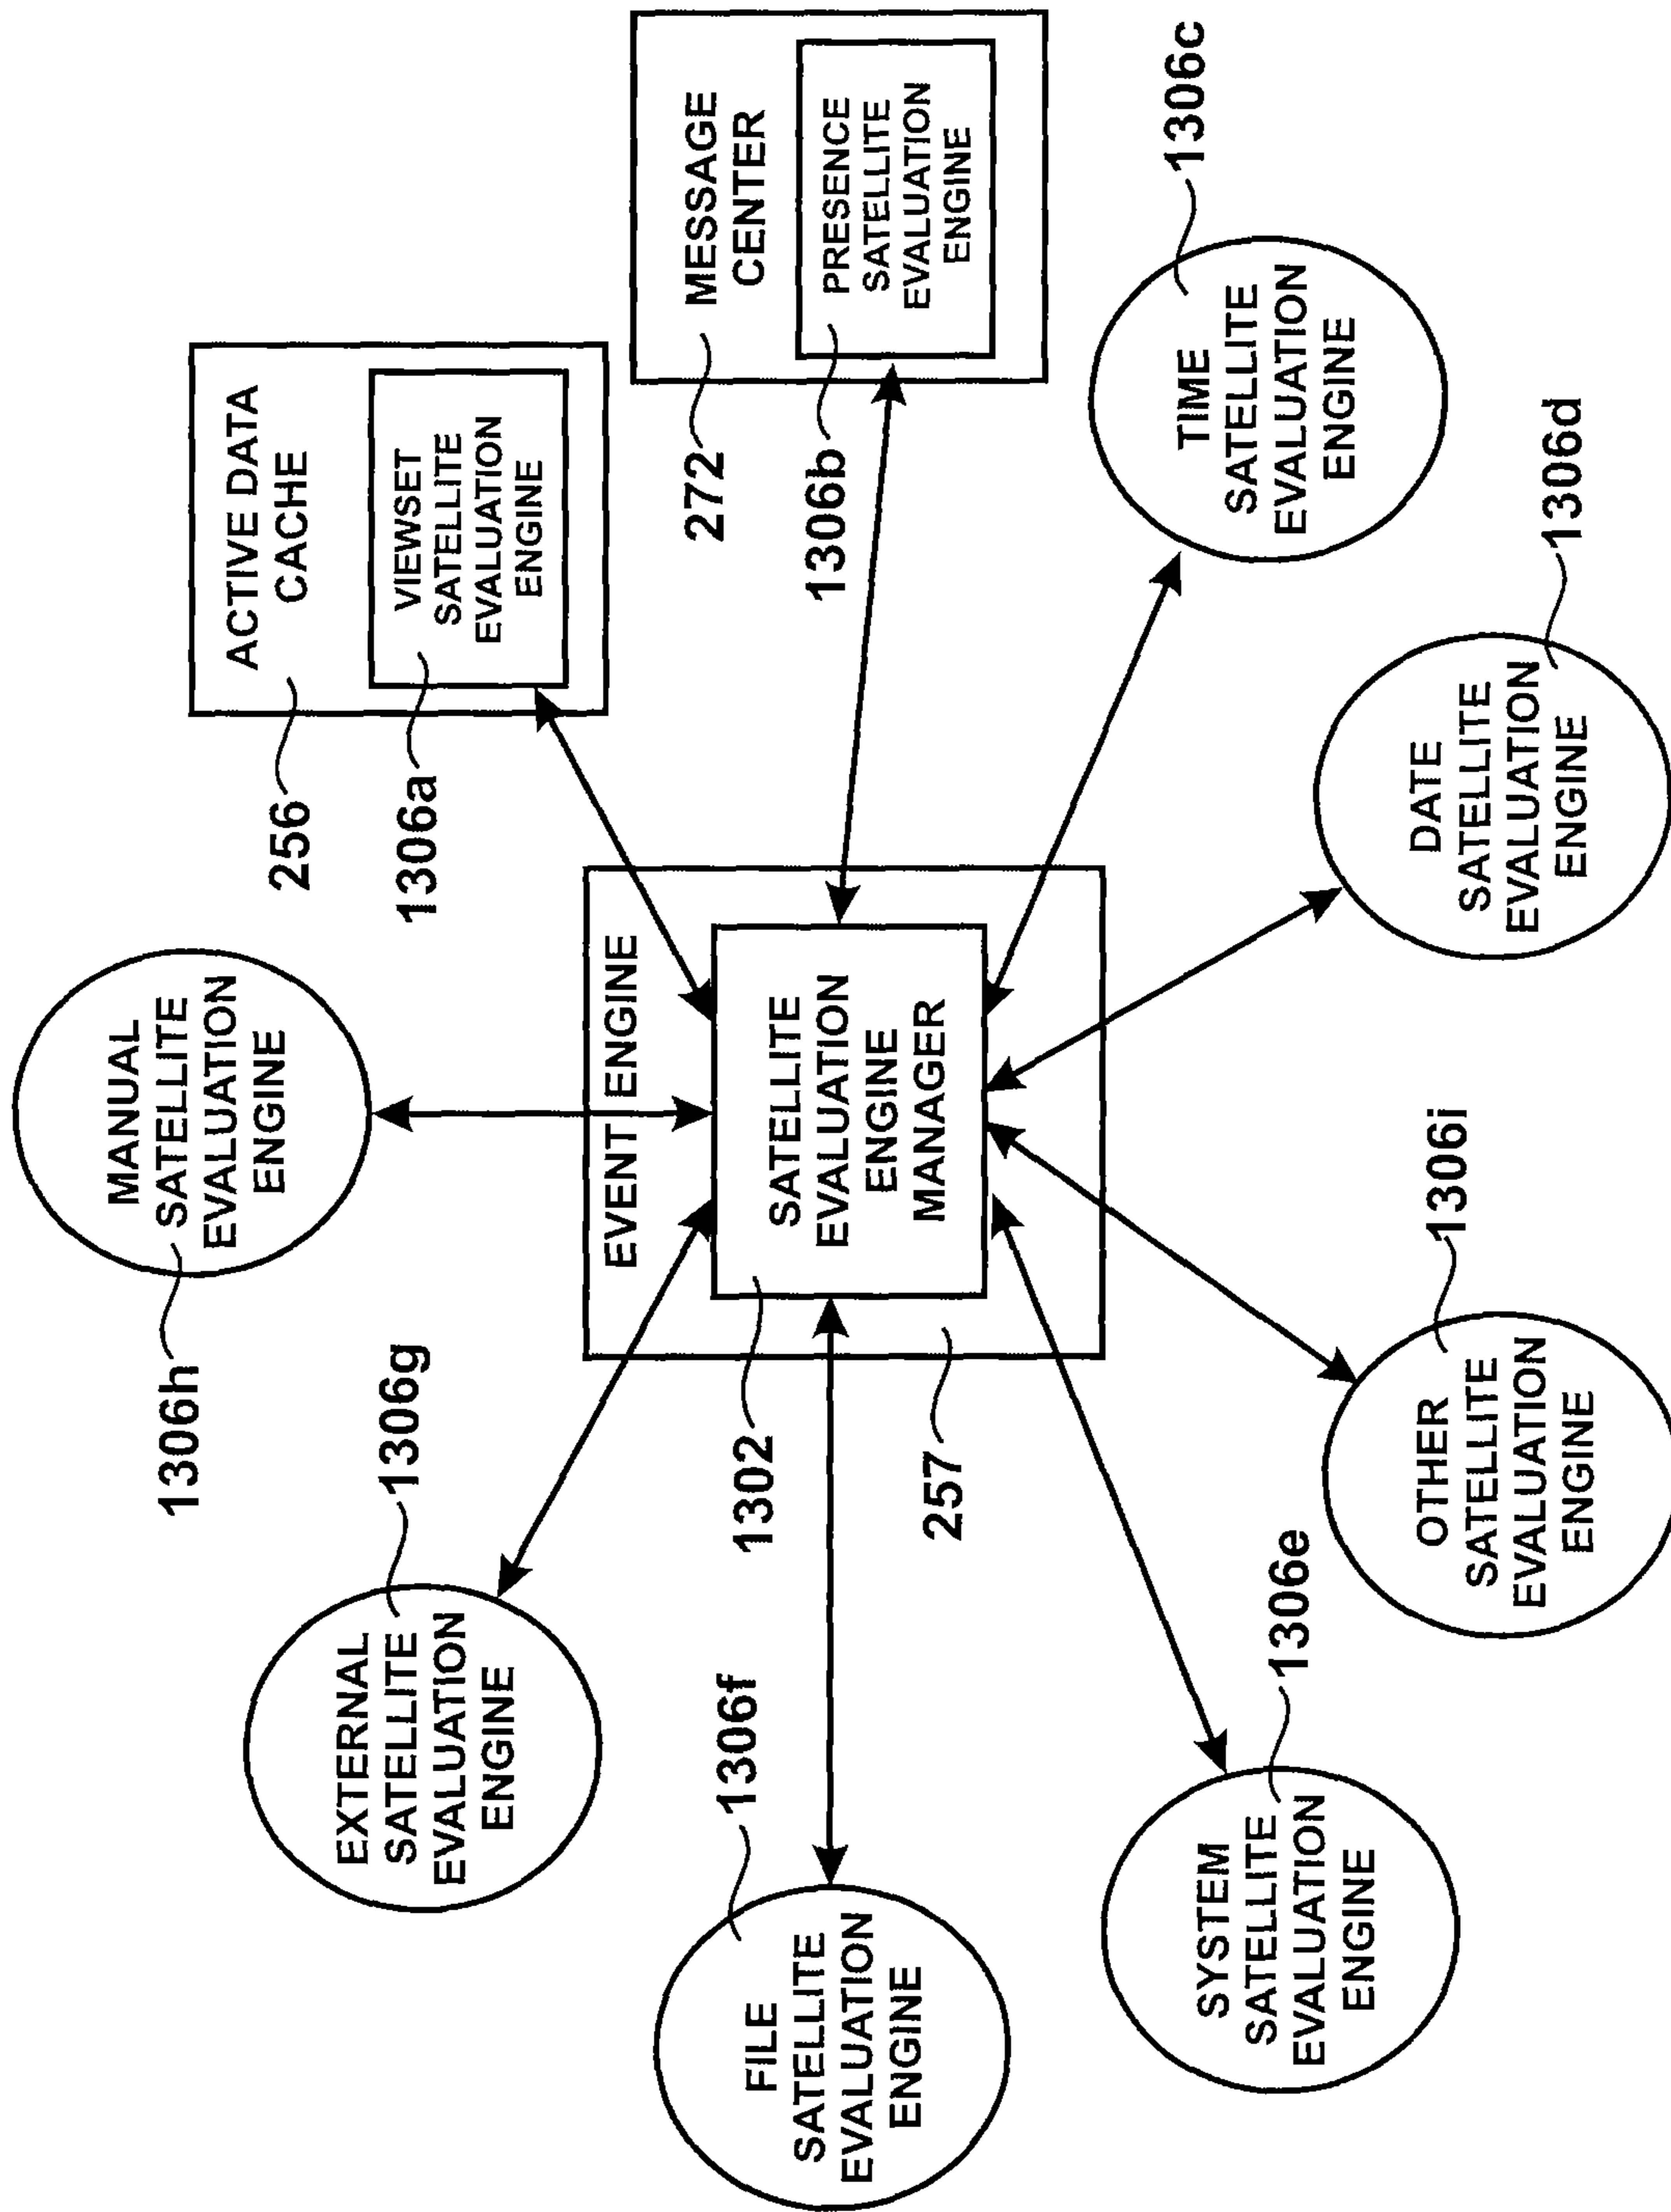 MANUAL
SATELLITE
EVALUATION
ENGINE
1306h
EXTERNAL
SATELLITE
EVALUATION
ENGINE
1306g
FILE
SATELLITE
EVALUATION
ENGINE
1306f
SYSTEM
SATELLITE
EVALUATION
ENGINE
1306e
EVENT ENGINE
SATELLITE
EVALUATION
ENGINE
MANAGER
1302
257
OTHER
SATELLITE
EVALUATION
ENGINE
1306i
ACTIVE DATA
CACHE
256
VIEWSET
SATELLITE
EVALUATION
ENGINE
1306a
MESSAGE
CENTER
272
PRESENCE
SATELLITE
EVALUATION
ENGINE
1306b
TIME
SATELLITE
EVALUATION
ENGINE
1306c
DATE
SATELLITE
EVALUATION
ENGINE
1306d